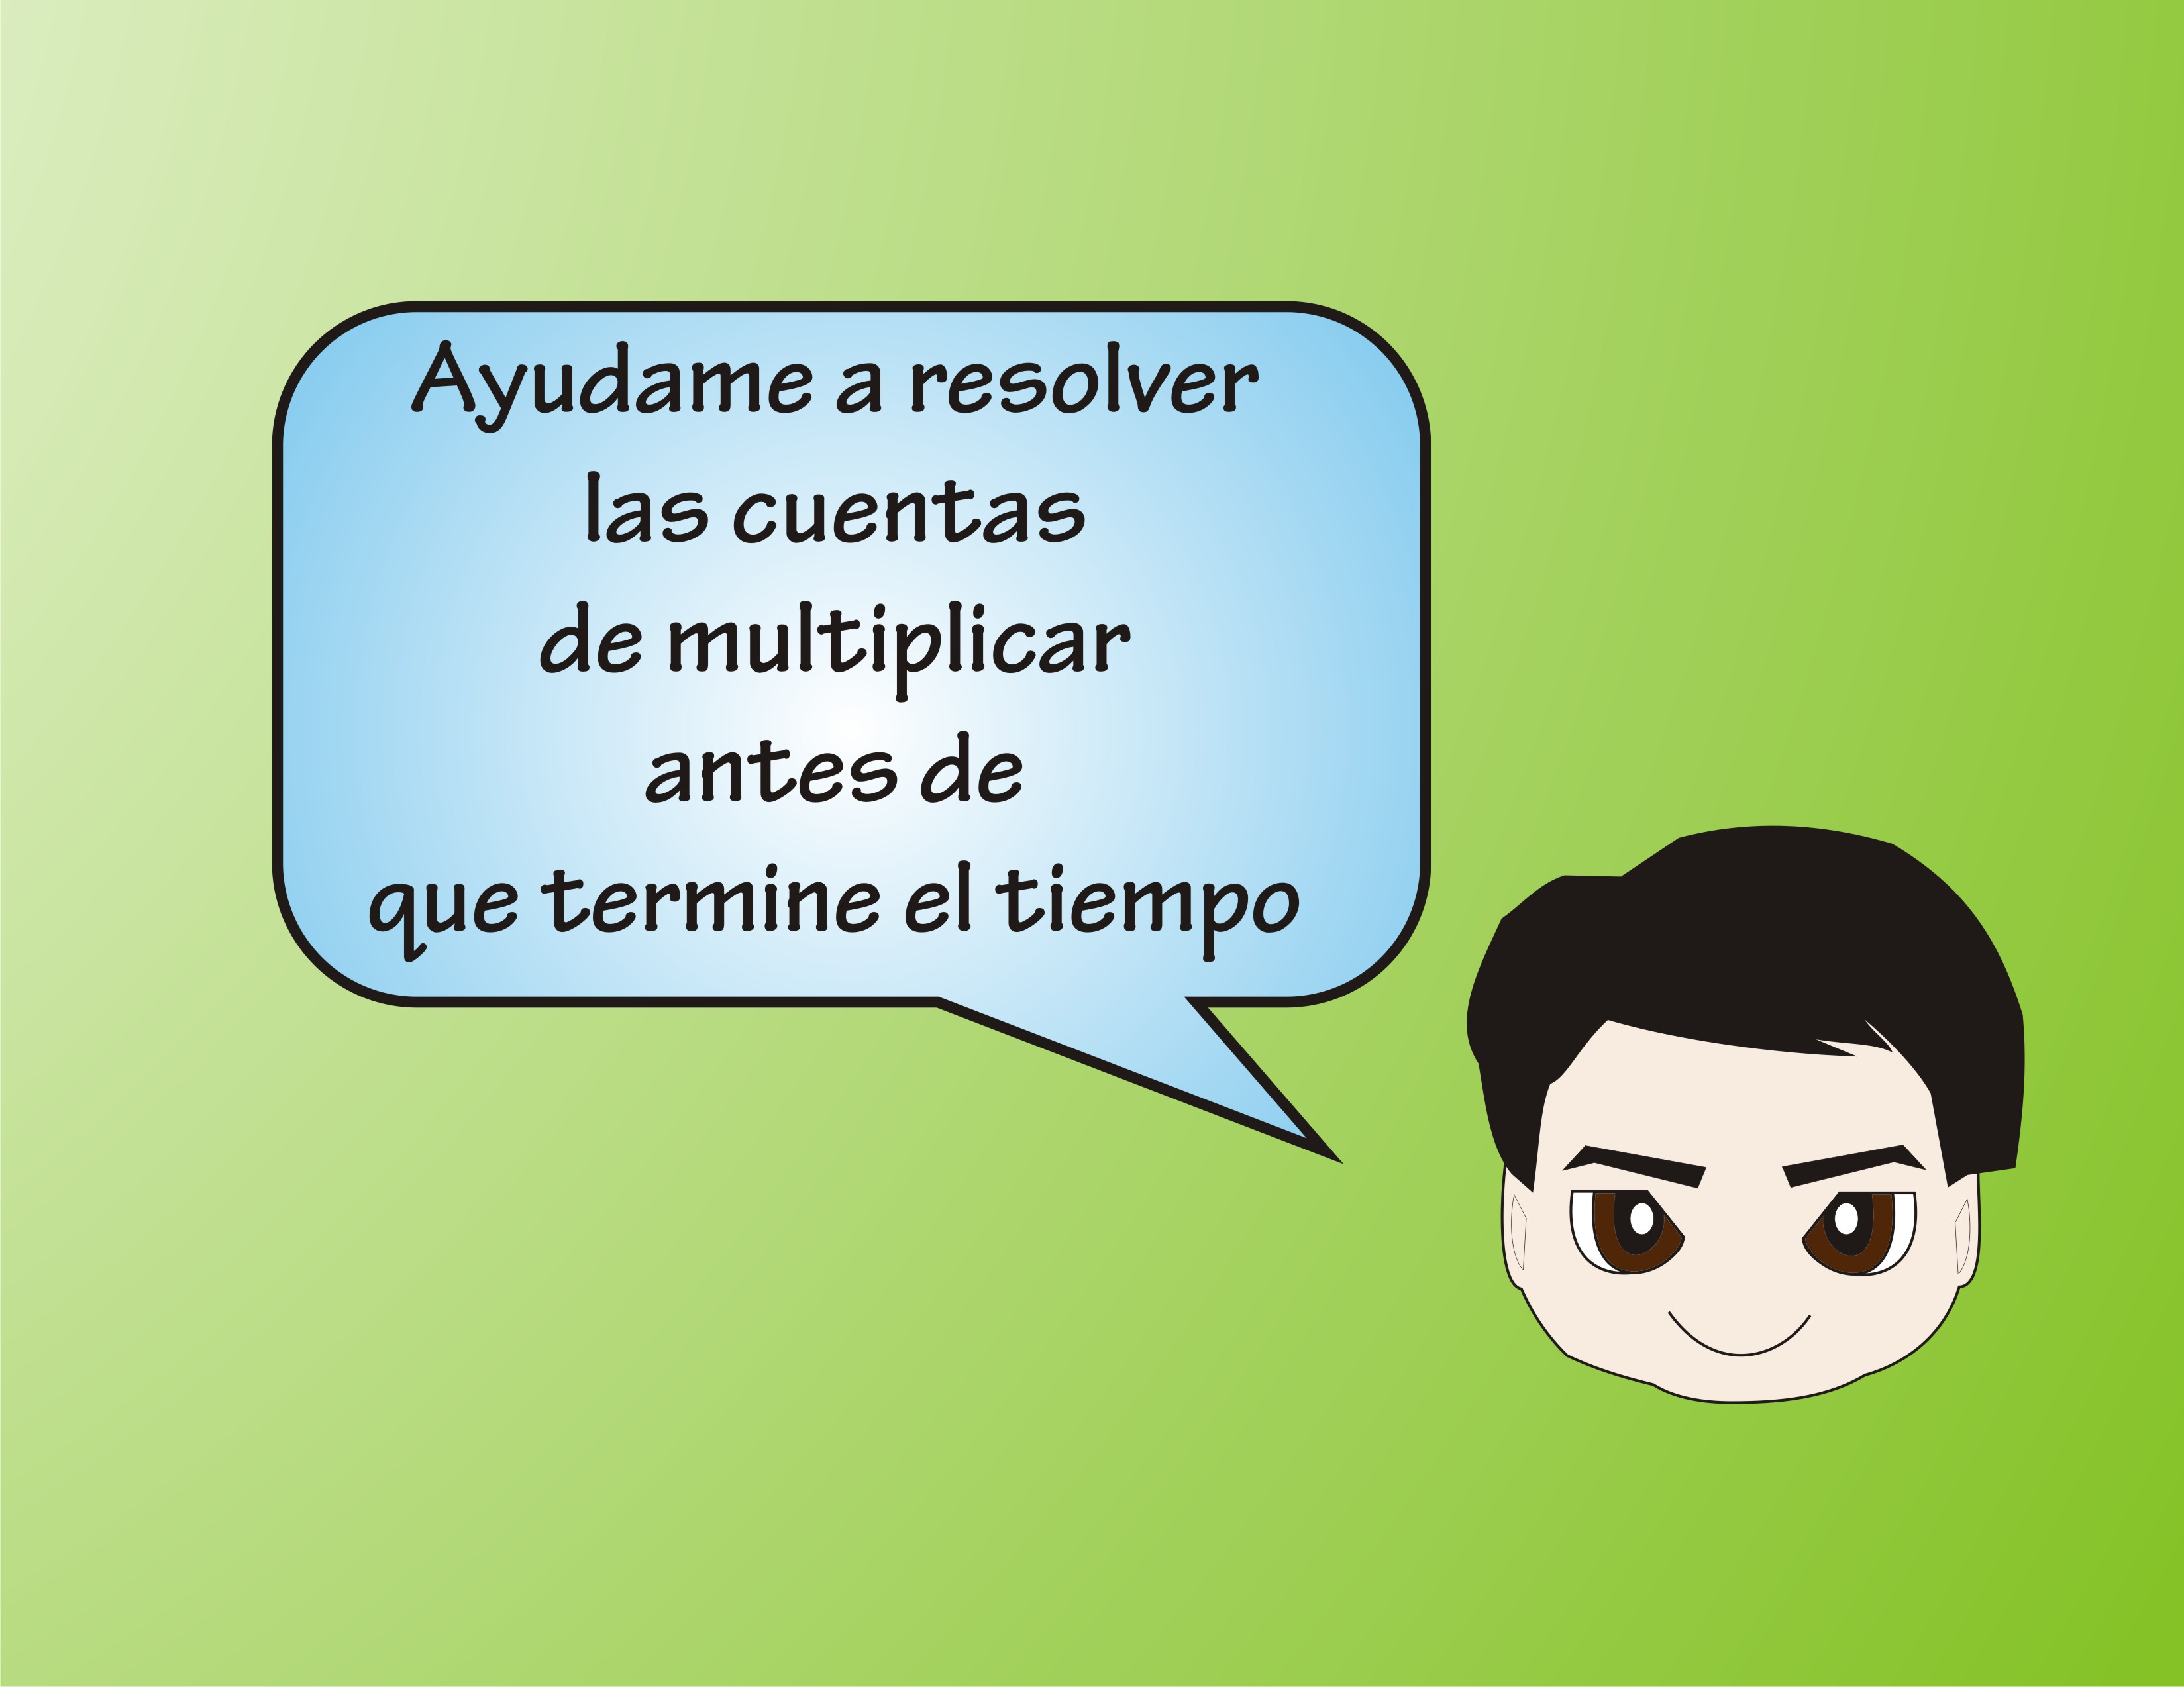 Ayudame a resolver
las cuentas
de multiplicar
antes de
que termine el tiempo